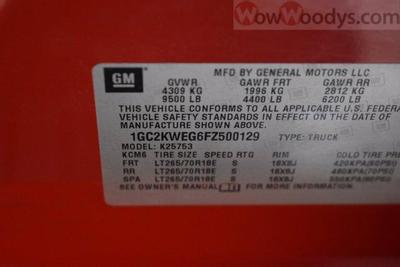 WowWoodys.com
GM
MFD BY GENERAL MOTORS LLC
GVWR GAWR FRT GAWR RR
4309 KG 1996 KG 2812 KG
9500 LB 4400 LB 6200 LB
THIS VEHICLE CONFORMS TO ALL APPLICABLE U.S. FEDERA
VEHICLE SAFETY STANDARDS IN EFFECT ON THE DATE OF
MANUFACTURE SHOWN ABOVE.
1GC2KWEG6FZ500129 TYPE: TRUCK
MODEL: K25753
KCM6 TIRE SIZE SPEED RTG RIM COLD TIRE PRE
FRT LT265/70R18E S 18X8J
RR LT265/70R18E S 18X8J
SPA LT265/70R18E S 18X8J
SEE OWNER'S MANUAL FOR MORE INFORMATION.